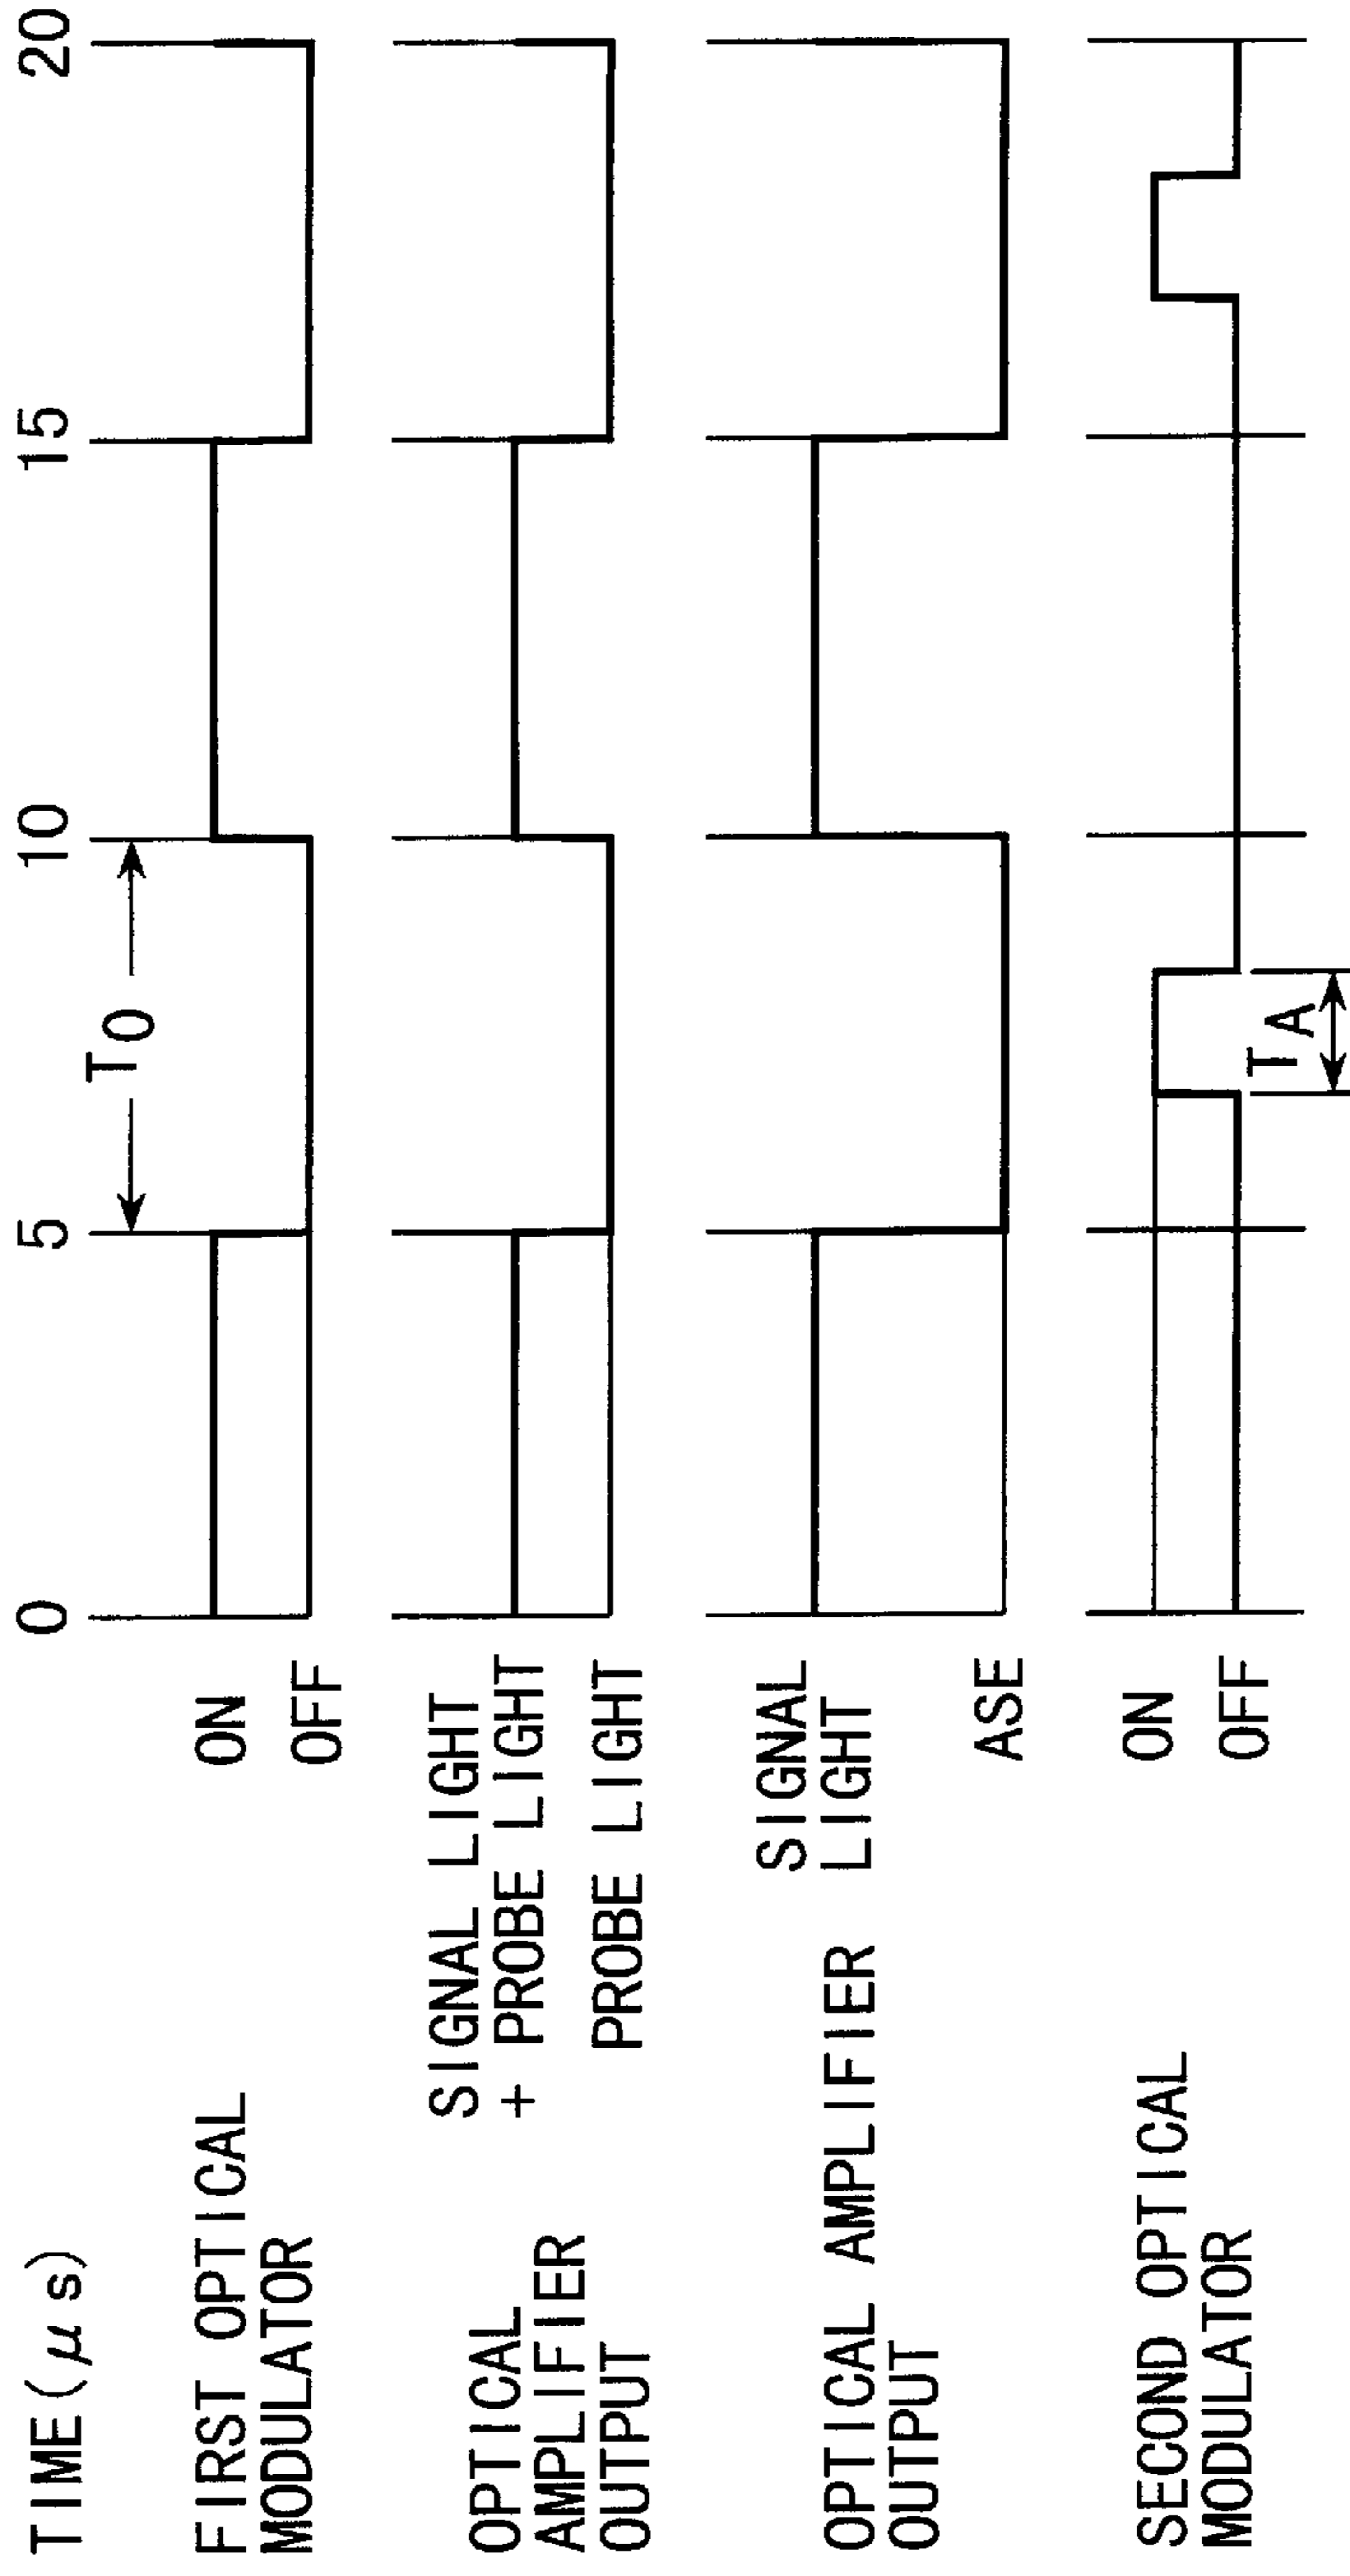 TIME(μs) 0 5 10 15 20
T0
FIRST OPTICAL
MODULATOR
ON
OFF
OPTICAL
AMPLIFIER
OUTPUT
SIGNAL LIGHT
+ PROBE LIGHT
PROBE LIGHT
OPTICAL AMPLIFIER
OUTPUT
SIGNAL
LIGHT
ASE
SECOND OPTICAL
MODULATOR
ON
OFF
TA